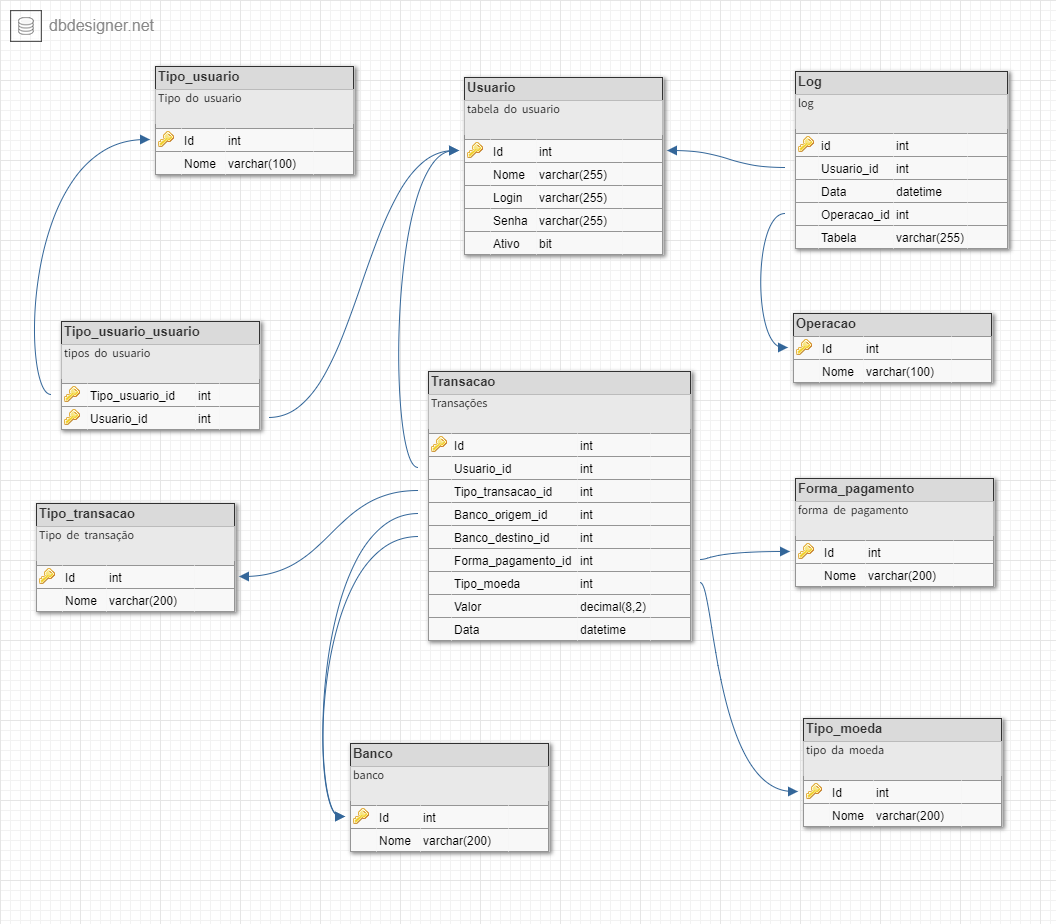 dbdesigner.net
Tipo_usuario
Tipo do usuario
Id int
Nome varchar(100)
Usuario
tabela do usuario
Id int
Nome varchar(255)
Login varchar(255)
Senha varchar(255)
Ativo bit
Log
log
id int
Usuario_id int
Data datetime
Operacao_id int
Tabela varchar(255)
Tipo_usuario_usuario
tipos do usuario
Tipo_usuario_id int
Usuario_id int
Operacao
Id int
Nome varchar(100)
Transacao
Transações
Id int
Usuario_id int
Tipo_transacao_id int
Banco_origem_id int
Banco_destino_id int
Forma_pagamento_id int
Tipo_moeda int
Valor decimal(8,2)
Data datetime
Tipo_transacao
Tipo de transação
Id int
Nome varchar(200)
Forma_pagamento
forma de pagamento
Id int
Nome varchar(200)
Banco
banco
Id int
Nome varchar(200)
Tipo_moeda
tipo da moeda
Id int
Nome varchar(200)